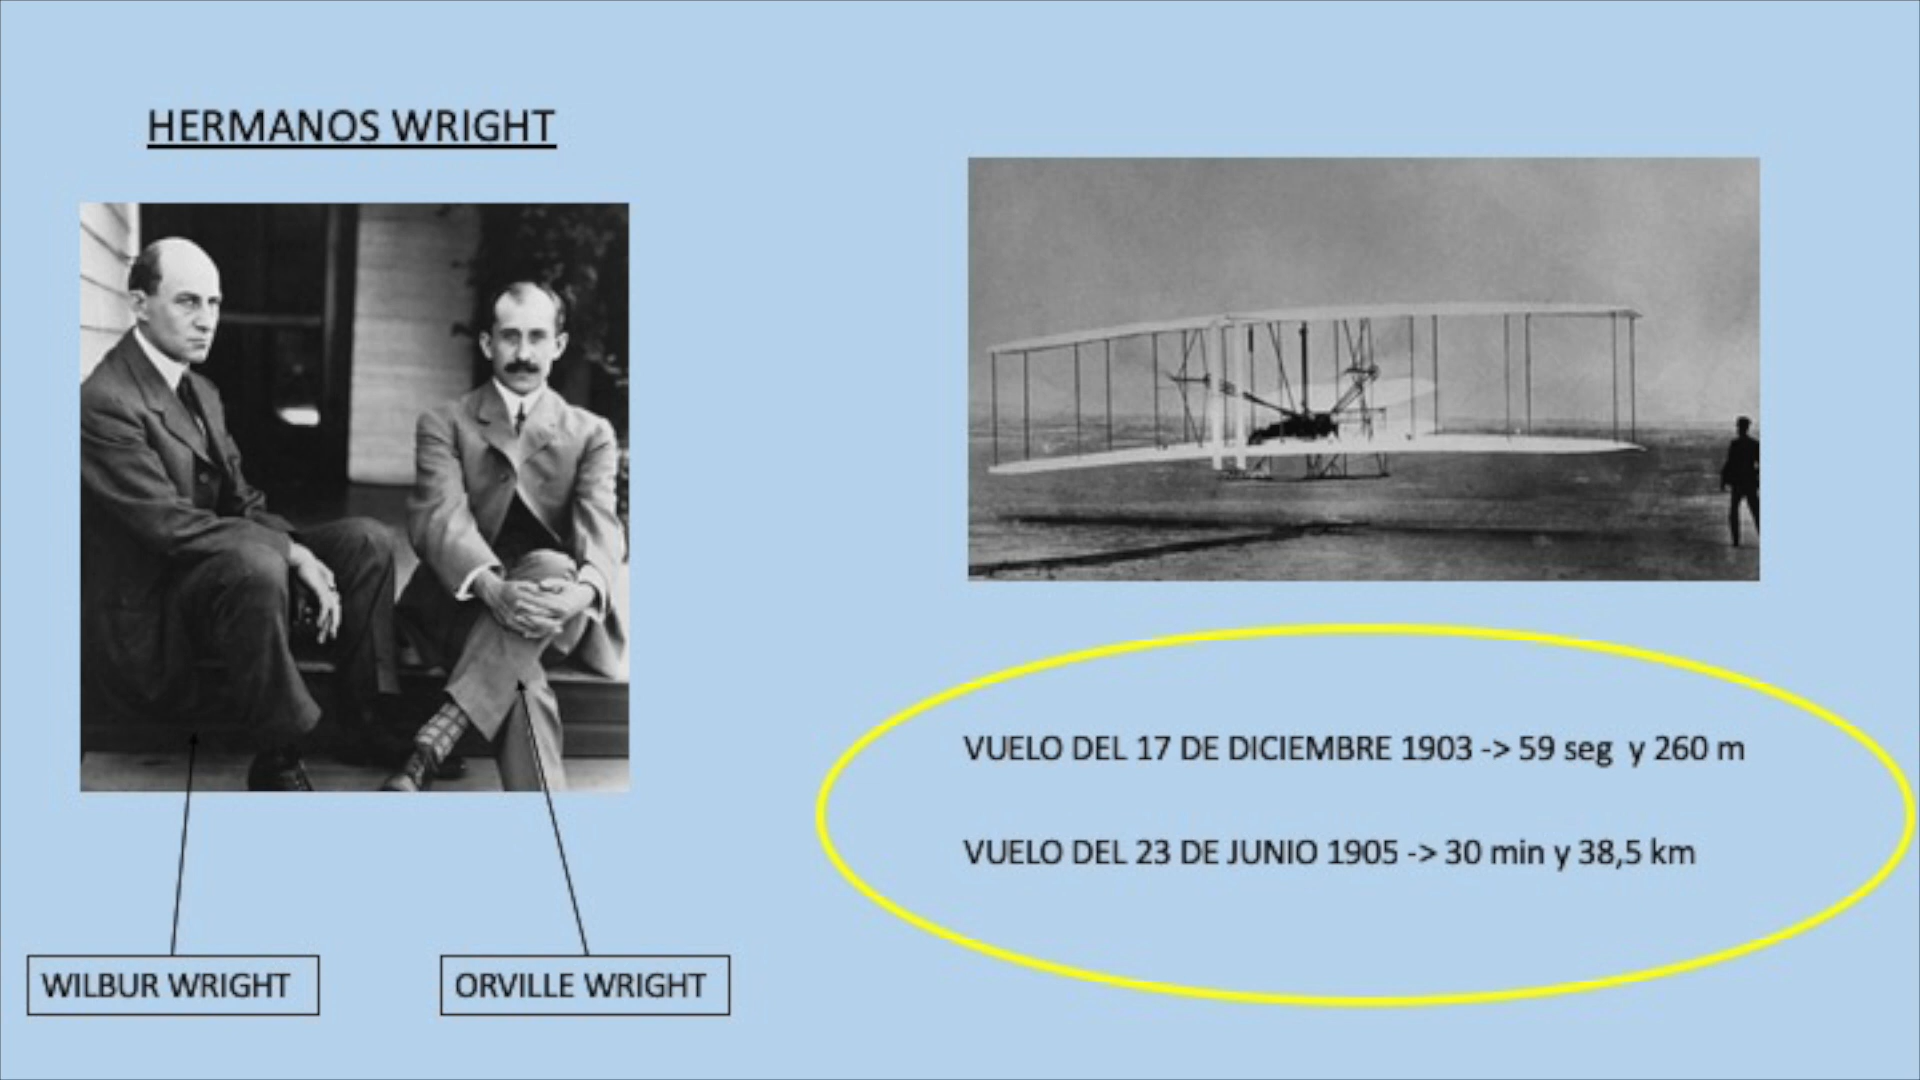 HERMANOS WRIGHT
WILBUR WRIGHT
ORVILLE WRIGHT
VUELO DEL 17 DE DICIEMBRE 1903 -> 59 seg y 260 m
VUELO DEL 23 DE JUNIO 1905 -> 30 min y 38,5 km